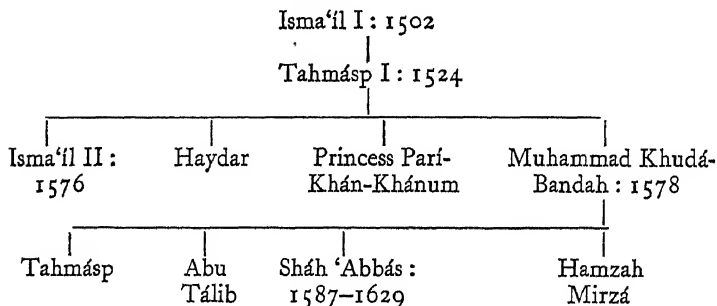 Isma‘íl I : 1502
Tahmásp I : 1524
Isma‘íl II : Haydar Princess Parí- Muhammad Khudá-
1576 Khán-Khánum Bandah : 1578
Tahmásp Abu Sháh ‘Abbás : Hamzah
Tálib 1587–1629 Mirzá